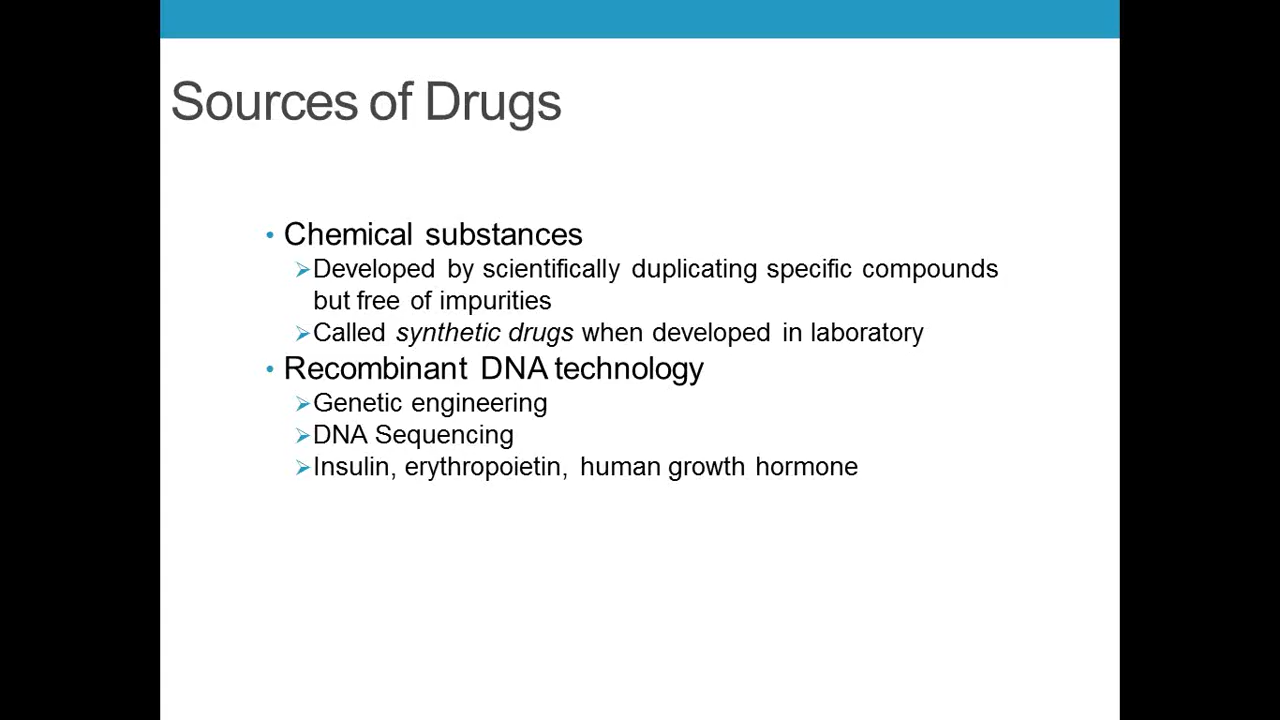 Sources of Drugs
• Chemical substances
➢Developed by scientifically duplicating specific compounds
but free of impurities
➢Called synthetic drugs when developed in laboratory
• Recombinant DNA technology
➢Genetic engineering
➢DNA Sequencing
➢Insulin, erythropoietin, human growth hormone